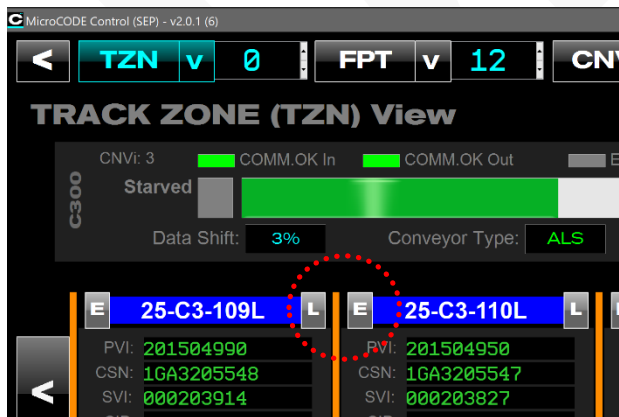 C MicroCODE Control (SEP) - v2.0.1 (6)
< TZN v 0 FPT v 12 CNV
TRACK ZONE (TZN) View
CNVi: 3 COMM.OK In COMM.OK Out E
C300
Starved
Data Shift: 3% Conveyor Type: ALS
E 25-C3-109L L E 25-C3-110L L
PVI: 201504990 PVI: 201504950
CSN: 1GA3205548 CSN: 1GA3205547
< SVI: 000203914 SVI: 000203827